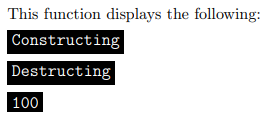 This function displays the following:
Constructing
Destructing
100